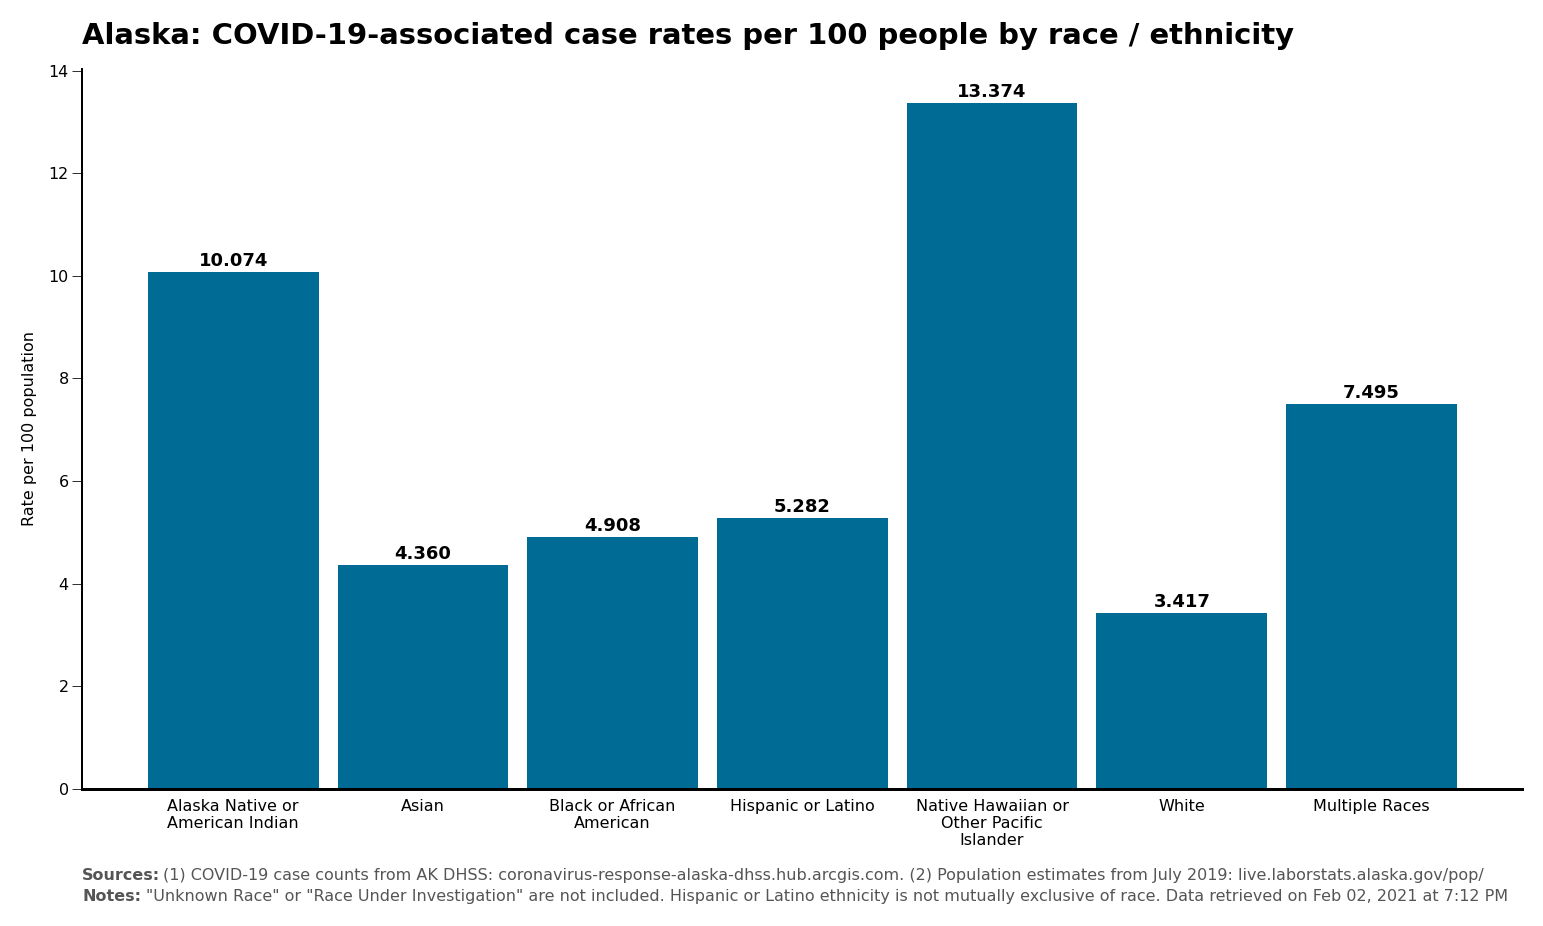 Alaska: COVID-19-associated case rates per 100 people by race / ethnicity
14
12
10
8
6
4
2
0
Rate per 100 population
10.074
4.360
4.908
5.282
13.374
3.417
7.495
Alaska Native or
American Indian
Asian
Black or African
American
Hispanic or Latino
Native Hawaiian or
Other Pacific
Islander
White
Multiple Races
Sources: (1) COVID-19 case counts from AK DHSS: coronavirus-response-alaska-dhss.hub.arcgis.com. (2) Population estimates from July 2019: live.laborstats.alaska.gov/pop/
Notes: "Unknown Race" or "Race Under Investigation" are not included. Hispanic or Latino ethnicity is not mutually exclusive of race. Data retrieved on Feb 02, 2021 at 7:12 PM